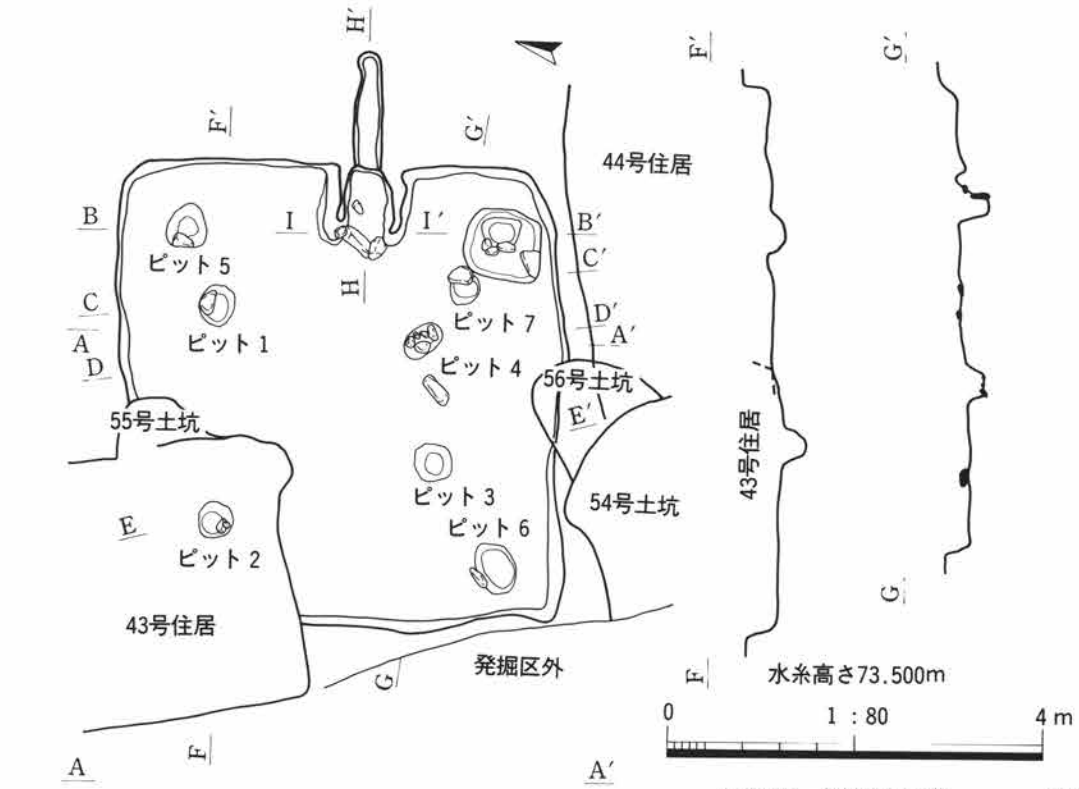 H′
F′
G′
F′
G′
44号住居
B
I
I′
B′
ピット5
H
C′
C
ピット7
D′
A
ピット1
A′
D
ピット4
56号土坑
55号土坑
E′
43号住居
ピット3
54号土坑
E
ピット6
ピット2
43号住居
G
発掘区外
G
F
水糸高さ73.500m
0 1:80 4m
F
A
A′